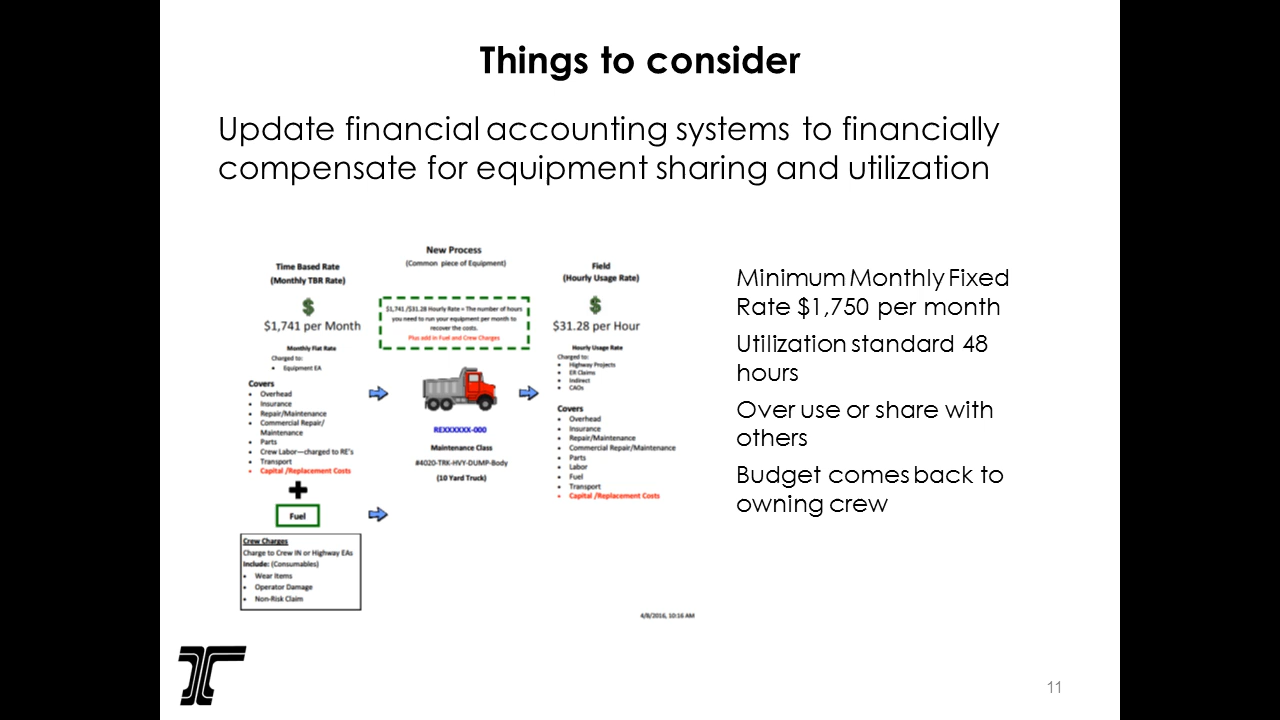 Things to consider
Update financial accounting systems to financially
compensate for equipment sharing and utilization
Time Based Rate
(Monthly TBR Rate)
$
$1,741 per Month
Monthly Flat Rate
Charged to:
• Equipment EA
Covers
• Overhead
• Insurance
• Repair/Maintenance
• Commercial Repair/
Maintenance
• Parts
• Crew Labor—charged to RE's
• Transport
• Capital /Replacement Costs
Fuel
Crew Charges
Charge to Crew IN or Highway EAs
Include: (Consumables)
• Wear Items
• Operator Damage
• Non-Risk Claim
New Process
(Common piece of Equipment)
$1,741 /$31.28 Hourly Rate = The number of hours
you need to run your equipment per month to
recover the costs.
Plus add in Fuel and Crew Charges
REXXXXXX-000
Maintenance Class
#4020-TRK-HVY-DUMP-Body
(10 Yard Truck)
Field
(Hourly Usage Rate)
$
$31.28 per Hour
Hourly Usage Rate
Charged to:
• Highway Projects
• ER Claims
• Indirect
• CAOs
Covers
• Overhead
• Insurance
• Repair/Maintenance
• Commercial Repair/Maintenance
• Parts
• Labor
• Fuel
• Transport
• Capital /Replacement Costs
4/8/2016, 10:16 AM
Minimum Monthly Fixed
Rate $1,750 per month
Utilization standard 48
hours
Over use or share with
others
Budget comes back to
owning crew
11